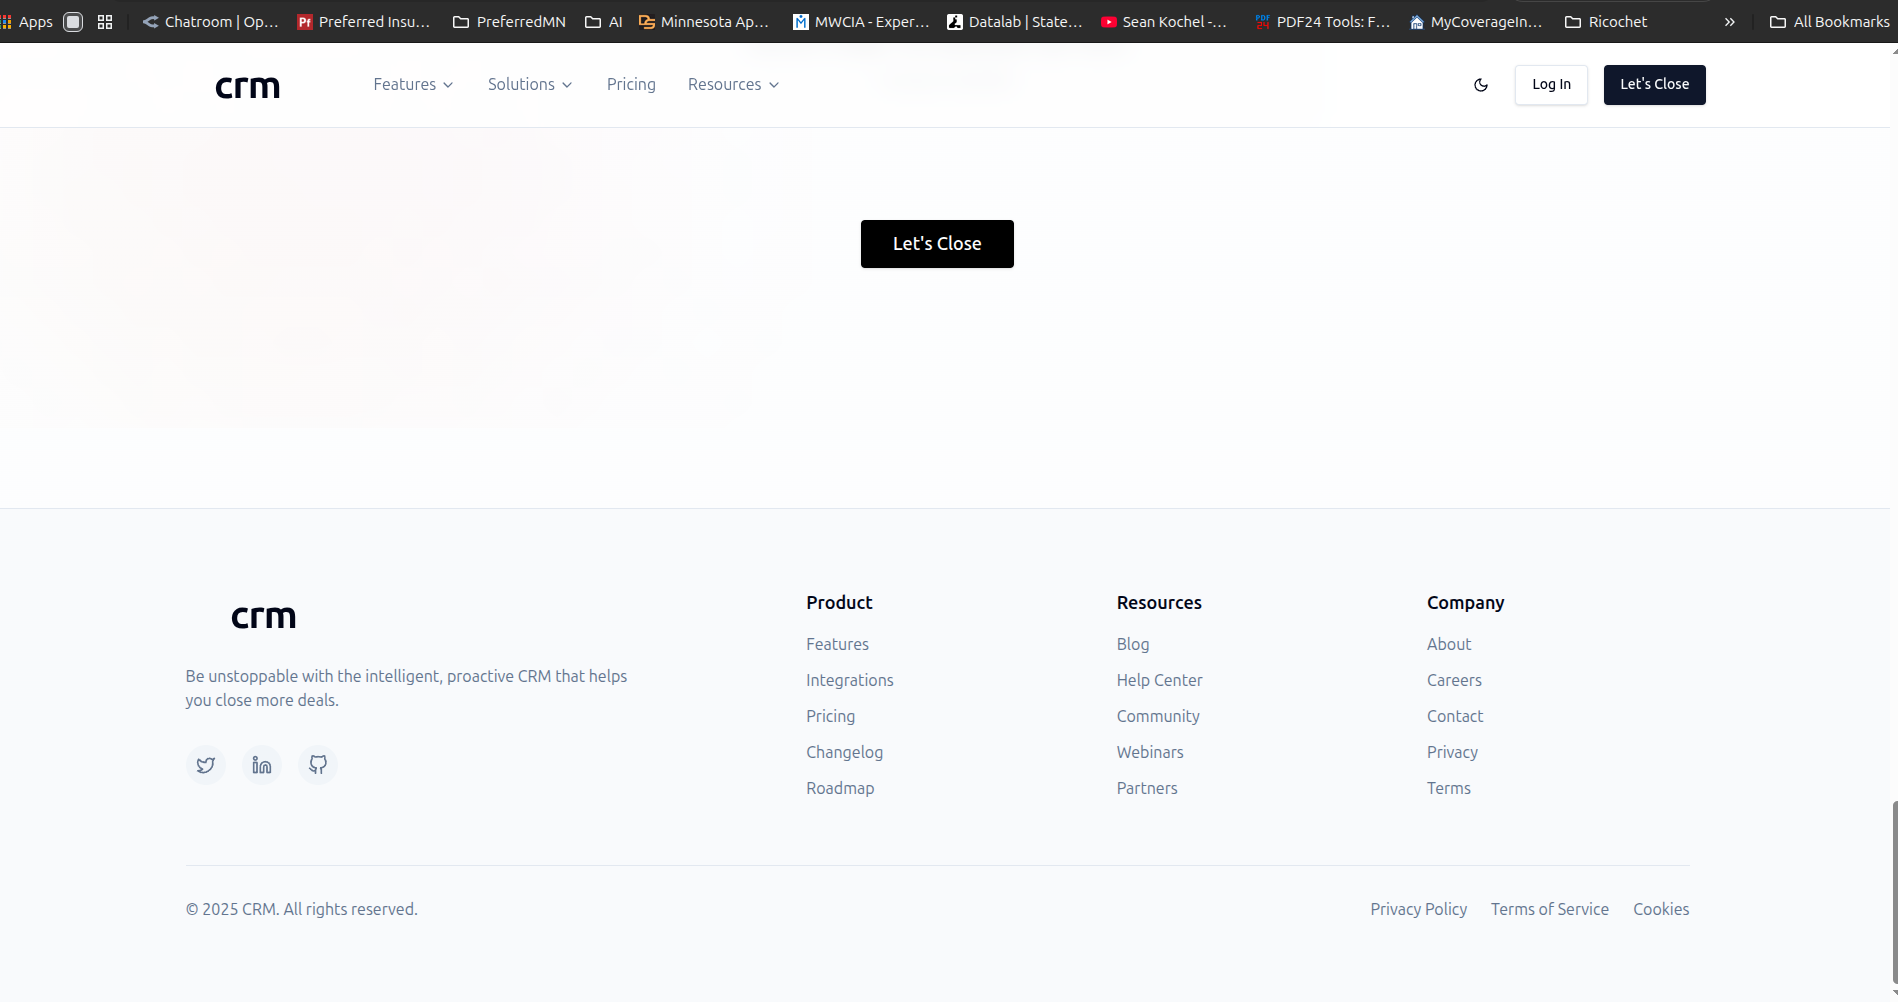 Apps Chatroom | Op... Preferred Insu... PreferredMN AI Minnesota Ap... MWCIA - Exper... Datalab | State... Sean Kochel -... PDF24 Tools: F... MyCoverageIn... Ricochet » All Bookmarks
crm Features Solutions Pricing Resources Log In Let's Close
Let's Close
crm
Be unstoppable with the intelligent, proactive CRM that helps
you close more deals.
Product
Features
Integrations
Pricing
Changelog
Roadmap
Resources
Blog
Help Center
Community
Webinars
Partners
Company
About
Careers
Contact
Privacy
Terms
© 2025 CRM. All rights reserved.
Privacy Policy Terms of Service Cookies